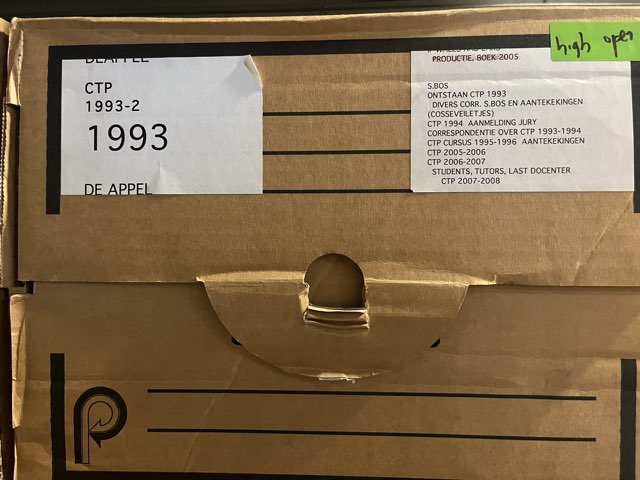 DE APPEL
CTP
1993-2
1993
DE APPEL
PRODUCTIE, BOEK 2005
S.BOS
ONTSTAAN CTP 1993
DIVERS CORR. S.BOS EN AANTEKEKINGEN
(COSSEVEILETJES)
CTP 1994 AANMELDING JURY
CORRESPONDENTIE OVER CTP 1993-1994
CTP CURSUS 1995-1996 AANTEKEKINGEN
CTP 2005-2006
CTP 2006-2007
STUDENTS, TUTORS, LAST DOCENTER
CTP 2007-2008
high open